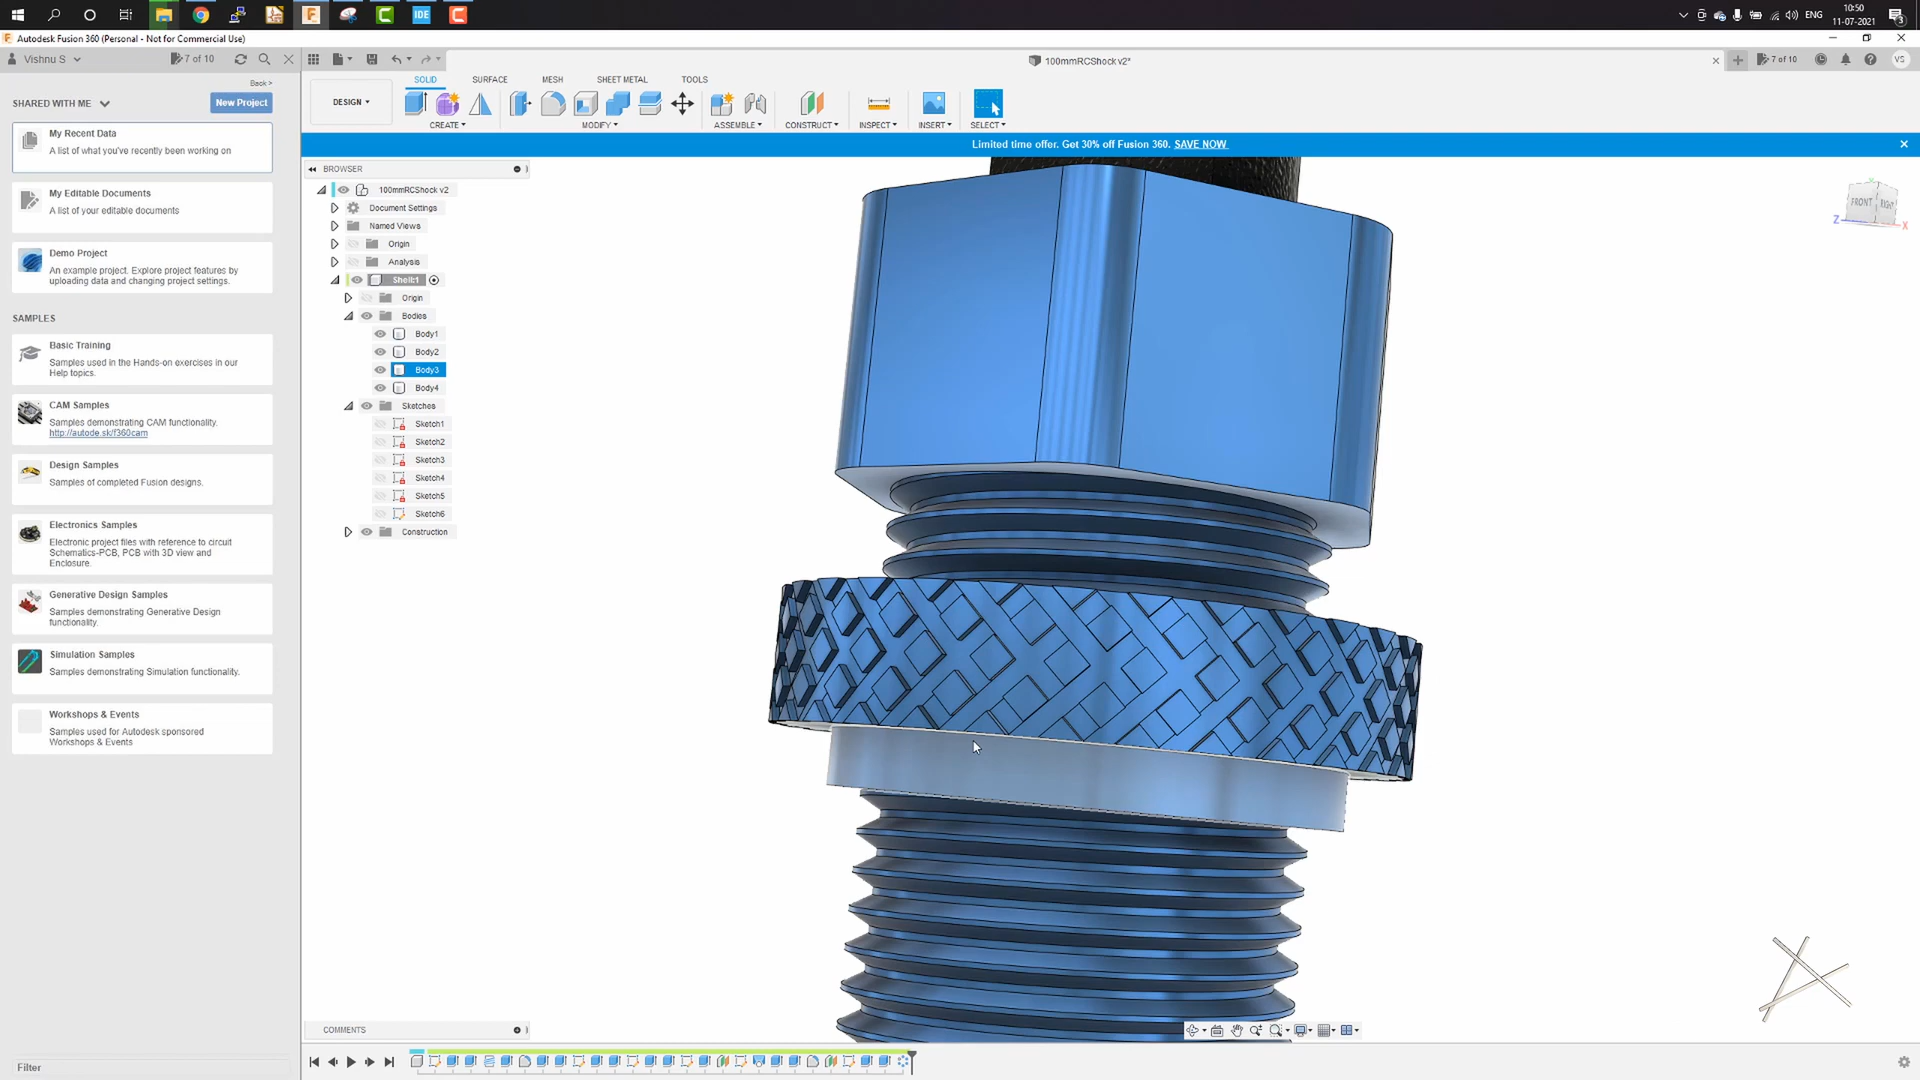 IDE
ENG
10:50
11-07-2021
3
Autodesk Fusion 360 (Personal - Not for Commercial Use)
Vishnu S
7 of 10
100mmRCShock v2*
7 of 10
VS
Back >
SHARED WITH ME
New Project
My Recent Data
A list of what you've recently been working on
My Editable Documents
A list of your editable documents
Demo Project
An example project. Explore project features by
uploading data and changing project settings.
SAMPLES
Basic Training
Samples used in the Hands-on exercises in our
Help topics.
CAM Samples
Samples demonstrating CAM functionality.
http://autode.sk/f360cam
Design Samples
Samples of completed Fusion designs.
Electronics Samples
Electronic project files with reference to circuit
Schematics-PCB, PCB with 3D view and
Enclosure.
Generative Design Samples
Samples demonstrating Generative Design
functionality.
Simulation Samples
Samples demonstrating Simulation functionality.
Workshops & Events
Samples used for Autodesk sponsored
Workshops & Events
Filter
DESIGN
SOLID
SURFACE
MESH
SHEET METAL
TOOLS
CREATE
MODIFY
ASSEMBLE
CONSTRUCT
INSPECT
INSERT
SELECT
Limited time offer. Get 30% off Fusion 360. SAVE NOW
BROWSER
100mmRCShock v2
Document Settings
Named Views
Origin
Analysis
Shell:1
Origin
Bodies
Body1
Body2
Body3
Body4
Sketches
Sketch1
Sketch2
Sketch3
Sketch4
Sketch5
Sketch6
Construction
FRONT
RIGHT
Z
X
COMMENTS